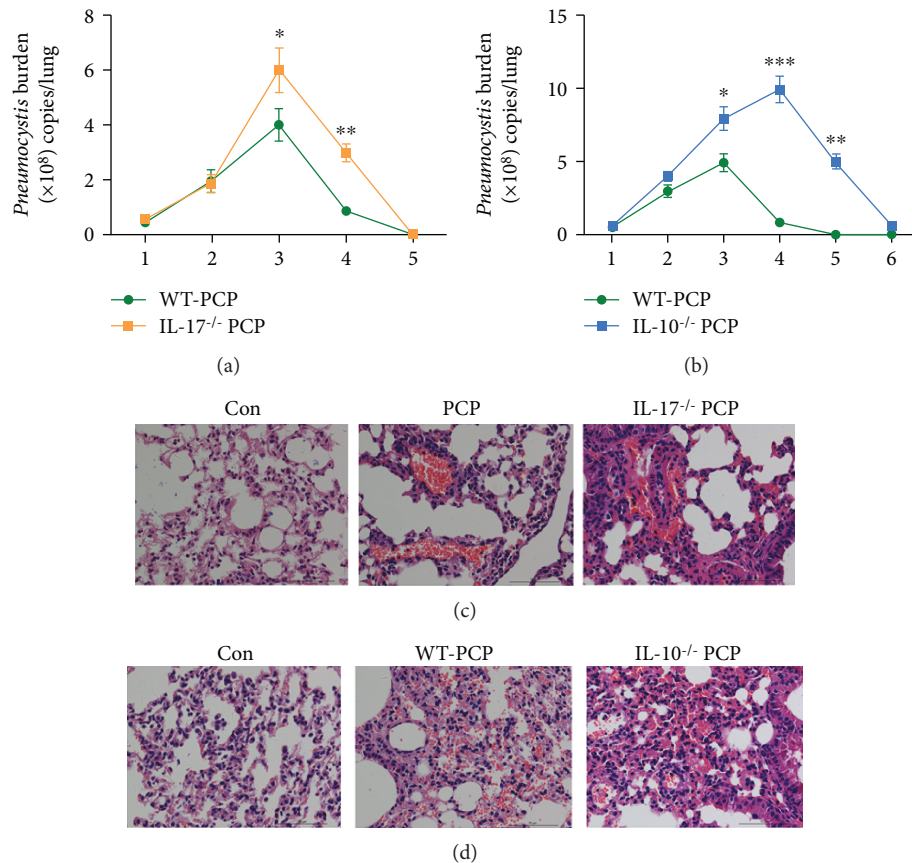 Pneumocystis burden
(×10⁸) copies/lung
8
6
4
2
0
*
**
1 2 3 4 5
WT-PCP
IL-17⁻/⁻ PCP
(a)
Pneumocystis burden
(×10⁸) copies/lung
15
10
5
0
*
***
**
1 2 3 4 5 6
WT-PCP
IL-10⁻/⁻ PCP
(b)
Con PCP IL-17⁻/⁻ PCP
(c)
Con WT-PCP IL-10⁻/⁻ PCP
(d)